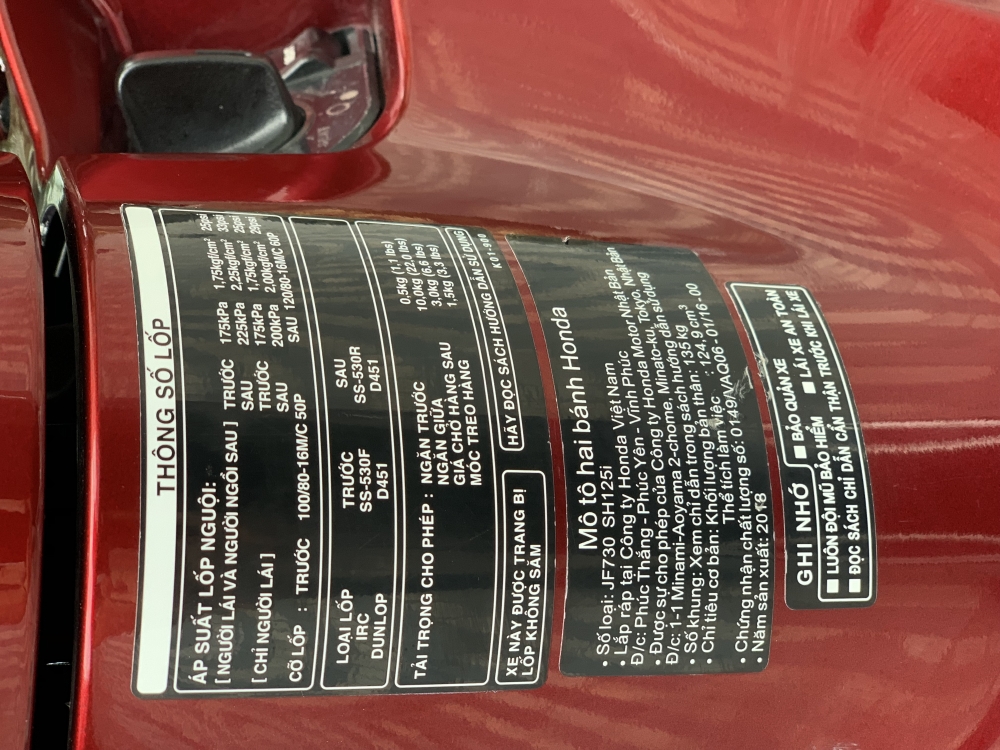 THÔNG SỐ LỐP
ÁP SUẤT LỐP NGUỘI:
[ NGƯỜI LÁI VÀ NGƯỜI NGỒI SAU ] TRƯỚC 175kPa 1,75kgf/cm² 25psi
SAU 225kPa 2,25kgf/cm² 33psi
[ CHỈ NGƯỜI LÁI ] TRƯỚC 175kPa 1,75kgf/cm² 25psi
SAU 200kPa 2,00kgf/cm² 29psi
CỠ LỐP : TRƯỚC 100/80-16M/C 50P SAU 120/80-16M/C 60P
LOẠI LỐP TRƯỚC SAU
IRC SS-530F SS-530R
DUNLOP D451 D451
TẢI TRỌNG CHO PHÉP : NGĂN TRƯỚC 0,5kg (1,1 lbs)
NGĂN GIỮA 10,0kg (22,0 lbs)
GIÁ CHỞ HÀNG SAU 3,0kg (6,6 lbs)
MÓC TREO HÀNG 1,5kg (3,3 lbs)
XE NÀY ĐƯỢC TRANG BỊ
LỐP KHÔNG SĂM
HÃY ĐỌC SÁCH HƯỚNG DẪN SỬ DỤNG
K01-900
Mô tô hai bánh Honda
• Số loại: JF730 SH125i
• Lắp ráp tại Công ty Honda Việt Nam
Đ/c: Phúc Thắng - Phúc Yên - Vĩnh Phúc
• Được sự cho phép của Công ty Honda Motor Nhật Bản
Đ/c: 1-1 Minami-Aoyama 2-chome, Minato-ku, Tokyo, Nhật Bản
• Số khung: Xem chỉ dẫn trong sách hướng dẫn sử dụng
• Chỉ tiêu cơ bản: Khối lượng bản thân: 135 kg
Thể tích làm việc : 124,9 cm³
• Chứng nhận chất lượng số: 0149/VAQ06 - 01/16 - 00
• Năm sản xuất: 2018
GHI NHỚ ■ BẢO QUẢN XE
■ LUÔN ĐỘI MŨ BẢO HIỂM ■ LÁI XE AN TOÀN
■ ĐỌC SÁCH CHỈ DẪN CẨN THẬN TRƯỚC KHI LÁI XE